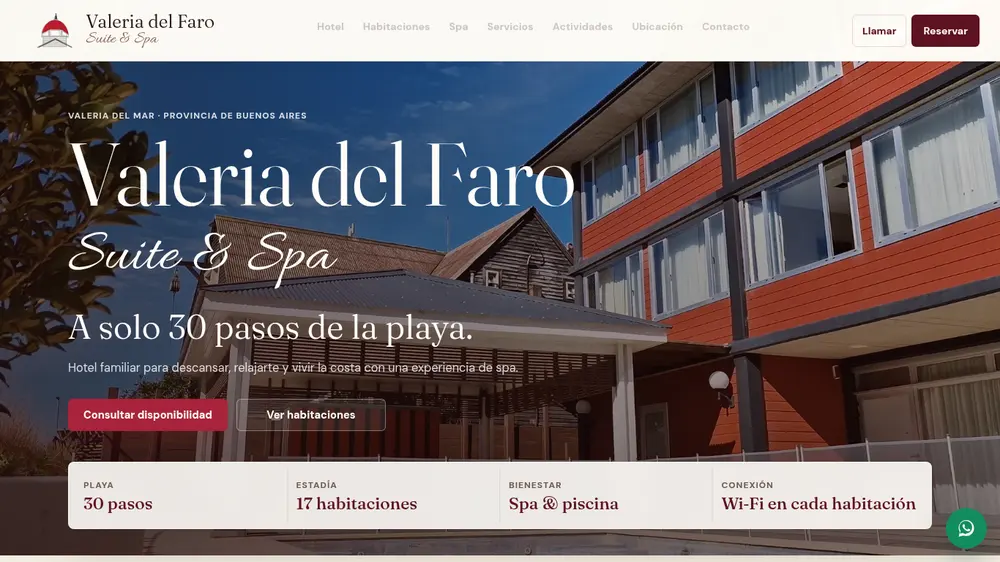 Valeria del Faro
Suite & Spa
Hotel Habitaciones Spa Servicios Actividades Ubicación Contacto
Llamar
Reservar
VALERIA DEL MAR · PROVINCIA DE BUENOS AIRES
Valeria del Faro
Suite & Spa
A solo 30 pasos de la playa.
Hotel familiar para descansar, relajarte y vivir la costa con una experiencia de spa.
Consultar disponibilidad
Ver habitaciones
PLAYA
30 pasos
ESTADÍA
17 habitaciones
BIENESTAR
Spa & piscina
CONEXIÓN
Wi-Fi en cada habitación